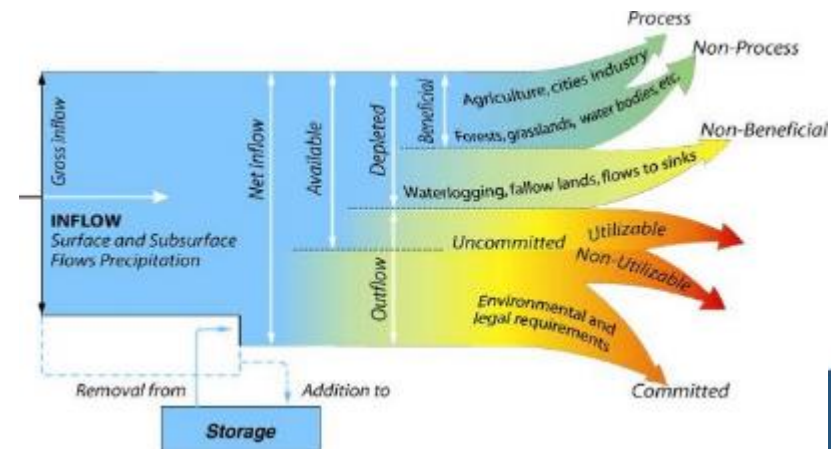 Process
Non-Process
Agriculture, cities industry
Forests, grasslands, water bodies, etc.
Non-Beneficial
Waterlogging, fallow lands, flows to sinks
Gross inflow
Net inflow
Available
Depleted
Beneficial
INFLOW
Surface and Subsurface
Flows Precipitation
Uncommitted
Utilizable
Non-Utilizable
Outflow
Environmental and
legal requirements
Committed
Removal from
Addition to
Storage